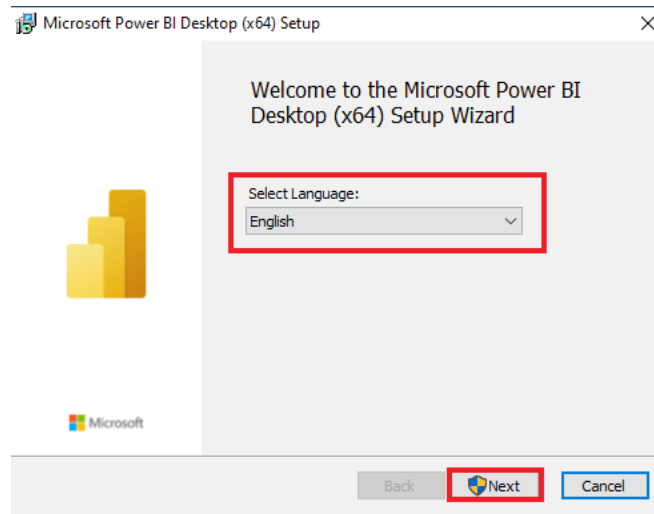 Microsoft Power BI Desktop (x64) Setup
Welcome to the Microsoft Power BI
Desktop (x64) Setup Wizard
Select Language:
English
Microsoft
Back
Next
Cancel